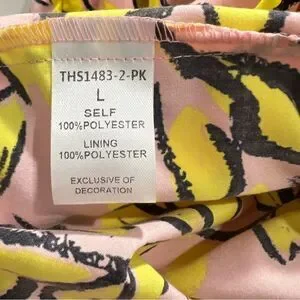 THS1483-2-PK
L
SELF
100%POLYESTER
LINING
100%POLYESTER
EXCLUSIVE OF
DECORATION